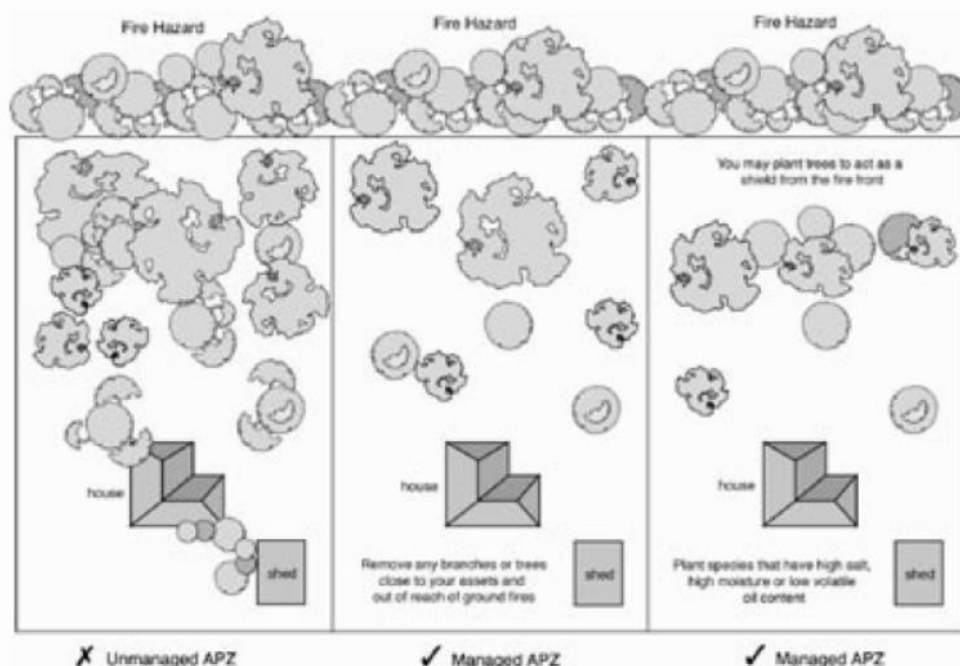 Fire Hazard
Fire Hazard
Fire Hazard
You may plant trees to act as a
shield from the fire front
house
house
house
shed
Remove any branches or trees
close to your assets and
out of reach of ground fires
shed
Plant species that have high salt,
high moisture or low volatile
oil content
shed
✗ Unmanaged APZ
✓ Managed APZ
✓ Managed APZ